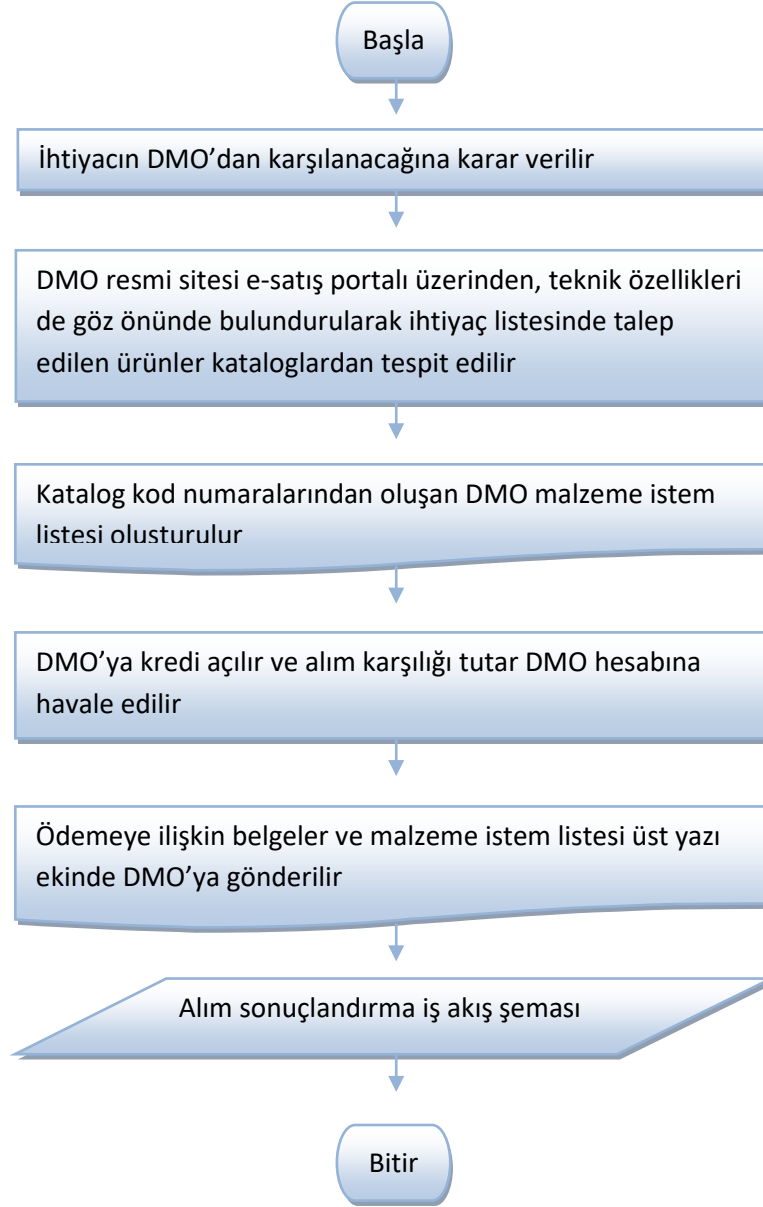 Başla
İhtiyacın DMO’dan karşılanacağına karar verilir
DMO resmi sitesi e-satış portalı üzerinden, teknik özellikleri
de göz önünde bulundurularak ihtiyaç listesinde talep
edilen ürünler kataloglardan tespit edilir
Katalog kod numaralarından oluşan DMO malzeme istem
listesi oluşturulur
DMO’ya kredi açılır ve alım karşılığı tutar DMO hesabına
havale edilir
Ödemeye ilişkin belgeler ve malzeme istem listesi üst yazı
ekinde DMO’ya gönderilir
Alım sonuçlandırma iş akış şeması
Bitir